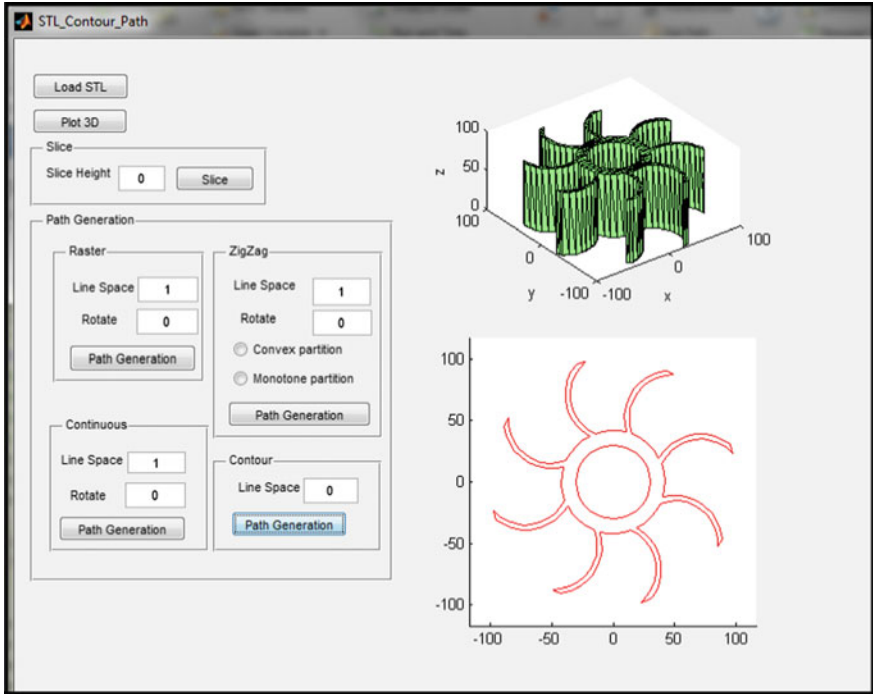 STL_Contour_Path
Load STL
Plot 3D
Slice
Slice Height 0 Slice
Path Generation
Raster
Line Space 1
Rotate 0
Path Generation
ZigZag
Line Space 1
Rotate 0
Convex partition
Monotone partition
Path Generation
Continuous
Line Space 1
Rotate 0
Path Generation
Contour
Line Space 0
Path Generation
100
50
0
z
100
0
-100
y
-100
0
100
x
100
50
0
-50
-100
-100 -50 0 50 100